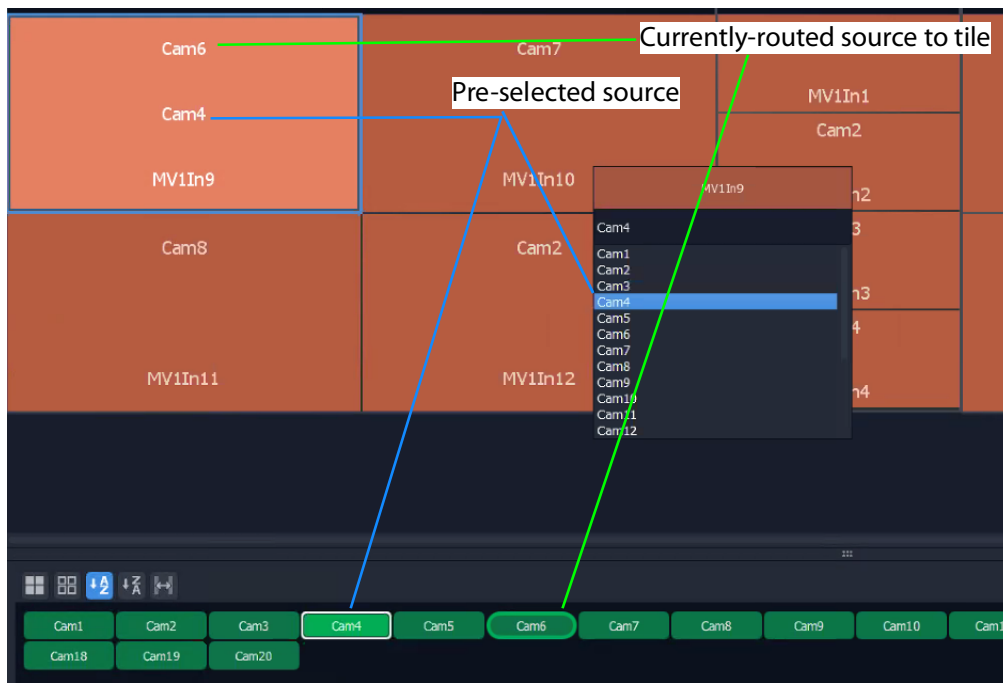 Currently-routed source to tile
Cam6
Cam7
Pre-selected source
MV1In1
Cam4
Cam2
MV1In9
MV1In10
MV1In9
n2
Cam4
3
Cam8
Cam2
Cam1
Cam2
Cam3
n3
Cam4
Cam5
4
Cam6
Cam7
Cam8
MV1In11
MV1In12
Cam9
n4
Cam10
Cam11
Cam12
Cam1 Cam2 Cam3 Cam4 Cam5 Cam6 Cam7 Cam8 Cam9 Cam10 Cam1
Cam18 Cam19 Cam20